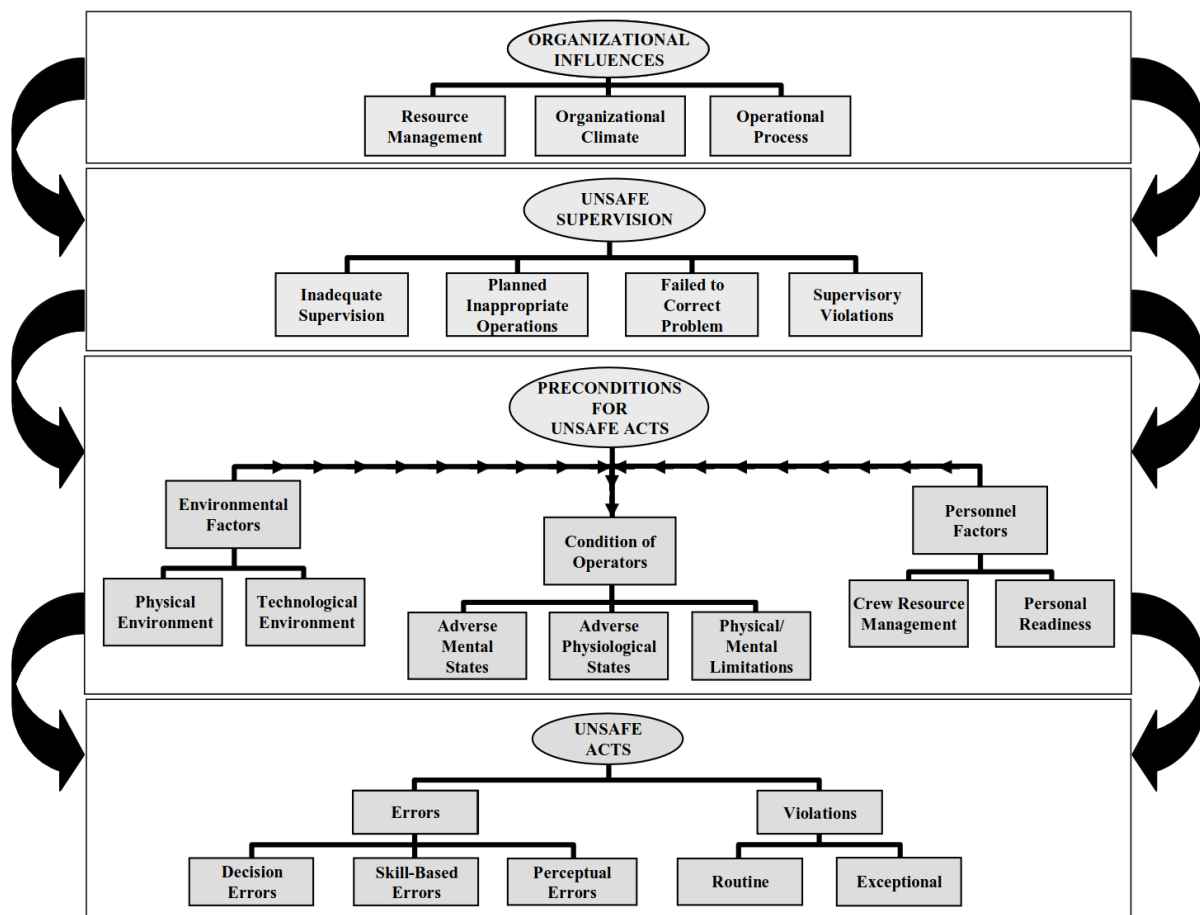 ORGANIZATIONAL
INFLUENCES
Resource
Management
Organizational
Climate
Operational
Process
UNSAFE
SUPERVISION
Inadequate
Supervision
Planned
Inappropriate
Operations
Failed to
Correct
Problem
Supervisory
Violations
PRECONDITIONS
FOR
UNSAFE ACTS
Environmental
Factors
Condition of
Operators
Personnel
Factors
Physical
Environment
Technological
Environment
Adverse
Mental
States
Adverse
Physiological
States
Physical/
Mental
Limitations
Crew Resource
Management
Personal
Readiness
UNSAFE
ACTS
Errors
Violations
Decision
Errors
Skill-Based
Errors
Perceptual
Errors
Routine
Exceptional